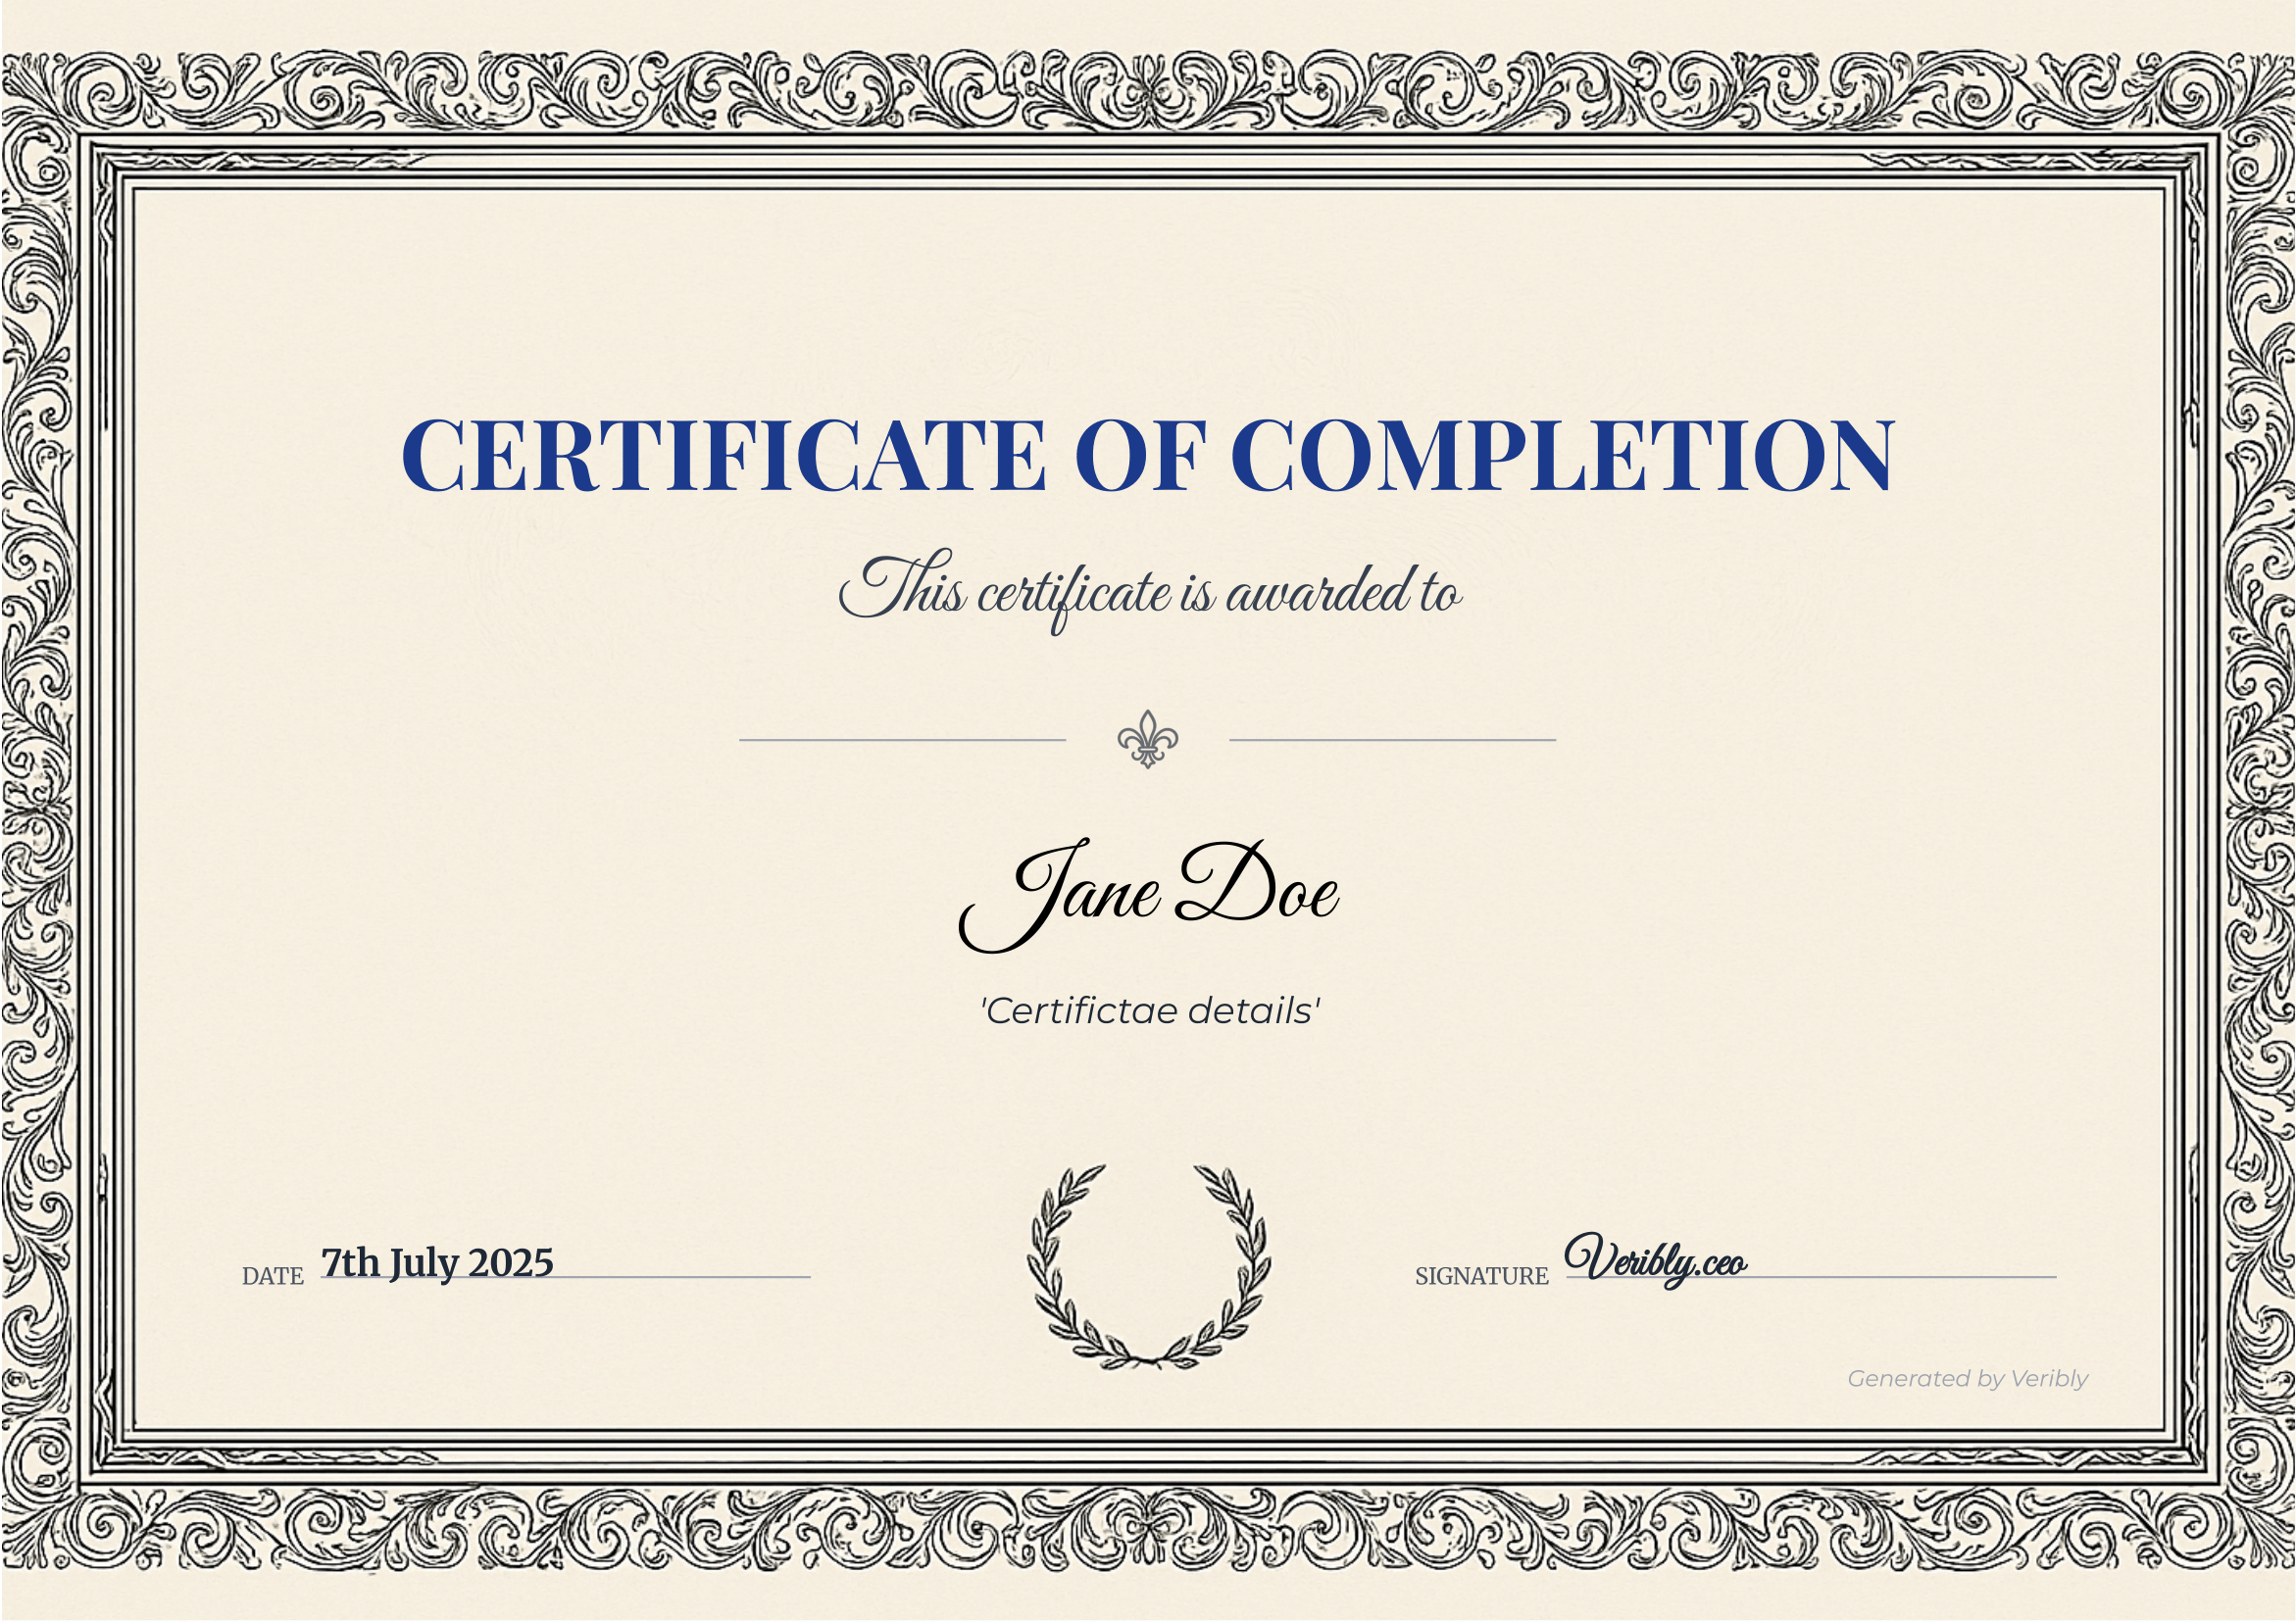 CERTIFICATE OF COMPLETION
This certificate is awarded to
Jane Doe
'Certifictae details'
DATE 7th July 2025
SIGNATURE Veribly.ceo
Generated by Veribly